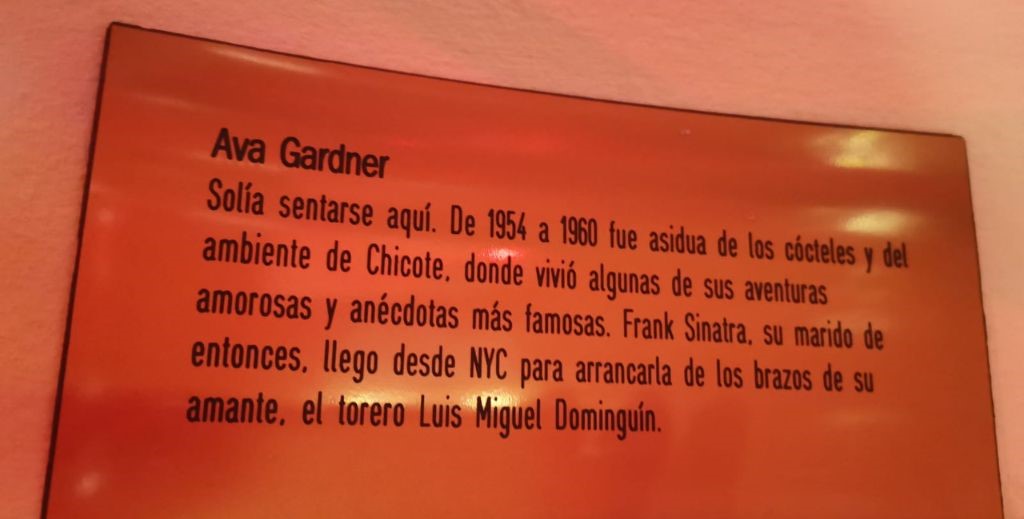 Ava Gardner
Solía sentarse aquí. De 1954 a 1960 fue asidua de los cócteles y del
ambiente de Chicote, donde vivió algunas de sus aventuras
amorosas y anécdotas más famosas. Frank Sinatra, su marido de
entonces, llego desde NYC para arrancarla de los brazos de su
amante, el torero Luis Miguel Dominguín.